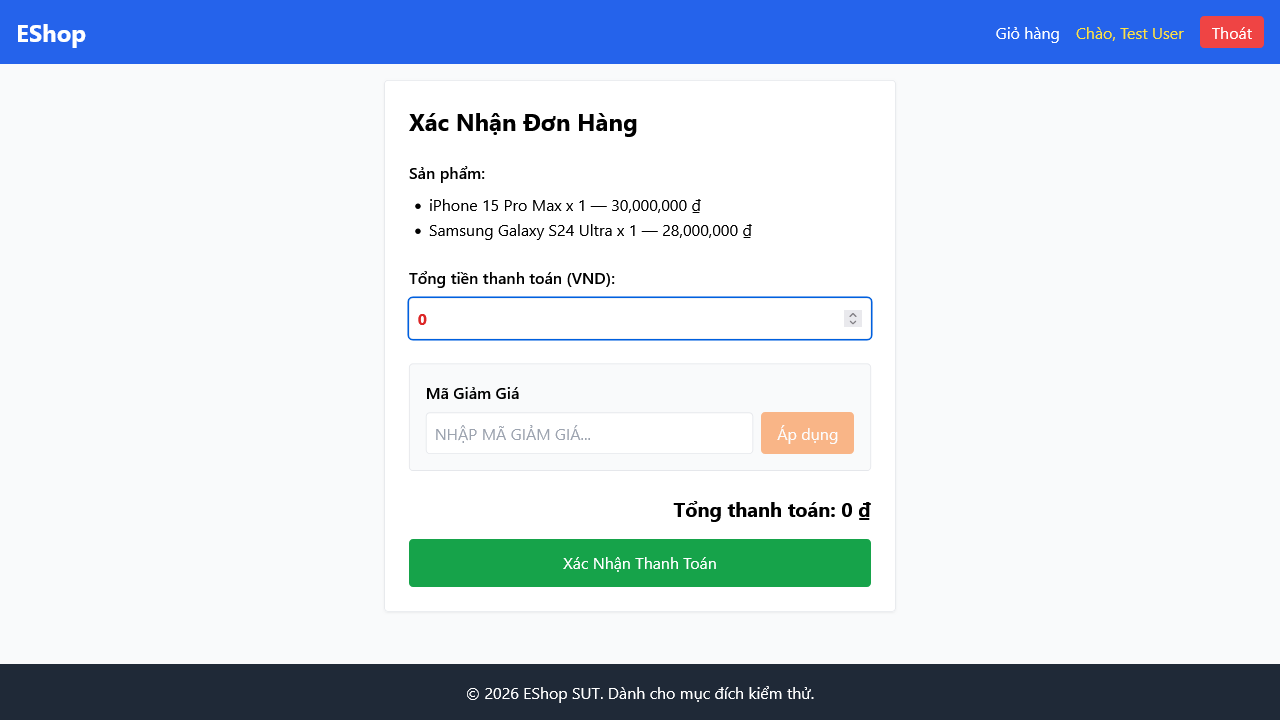 EShop
Giỏ hàng
Chào, Test User
Thoát
Xác Nhận Đơn Hàng
Sản phẩm:
• iPhone 15 Pro Max x 1 — 30,000,000 ₫
• Samsung Galaxy S24 Ultra x 1 — 28,000,000 ₫
Tổng tiền thanh toán (VND):
0
Mã Giảm Giá
NHẬP MÃ GIẢM GIÁ...
Áp dụng
Tổng thanh toán: 0 ₫
Xác Nhận Thanh Toán
© 2026 EShop SUT. Dành cho mục đích kiểm thử.